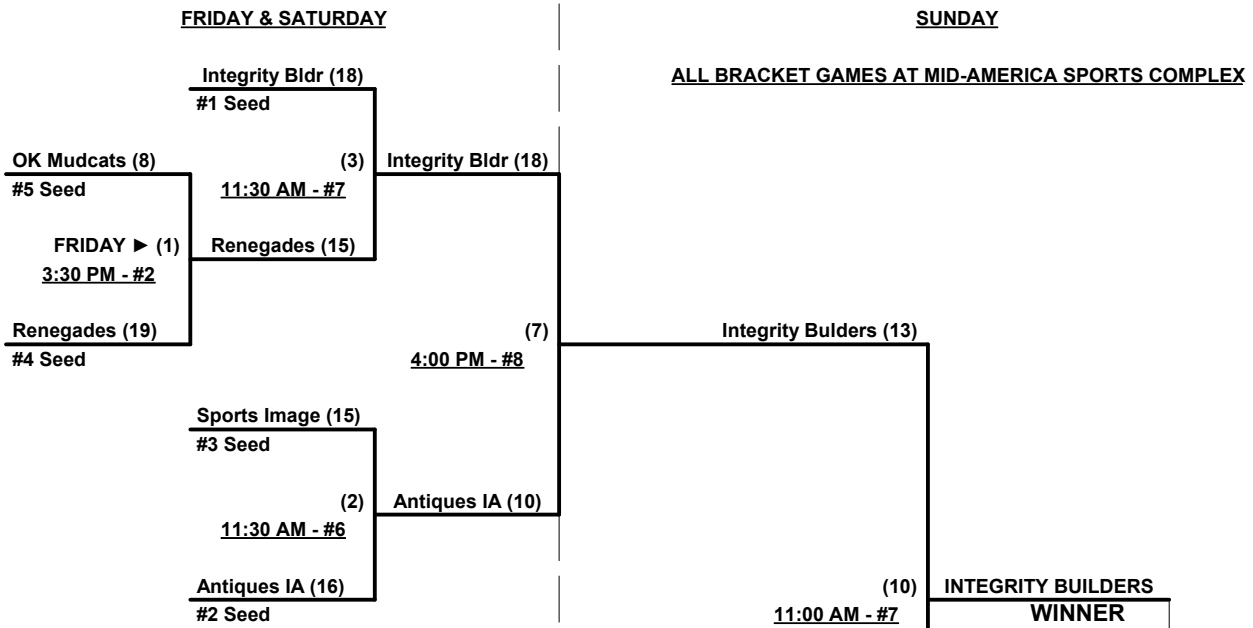 FRIDAY & SATURDAY
SUNDAY
Integrity Bldr (18)
ALL BRACKET GAMES AT MID-AMERICA SPORTS COMPLEX
#1 Seed
OK Mudcats (8)
(3)
Integrity Bldr (18)
#5 Seed
11:30 AM - #7
FRIDAY ► (1)
Renegades (15)
3:30 PM - #2
Renegades (19)
(7)
Integrity Bulders (13)
#4 Seed
4:00 PM - #8
Sports Image (15)
#3 Seed
(2)
Antiques IA (10)
11:30 AM - #6
Antiques IA (16)
(10)
INTEGRITY BUILDERS
#2 Seed
11:00 AM - #7
WINNER